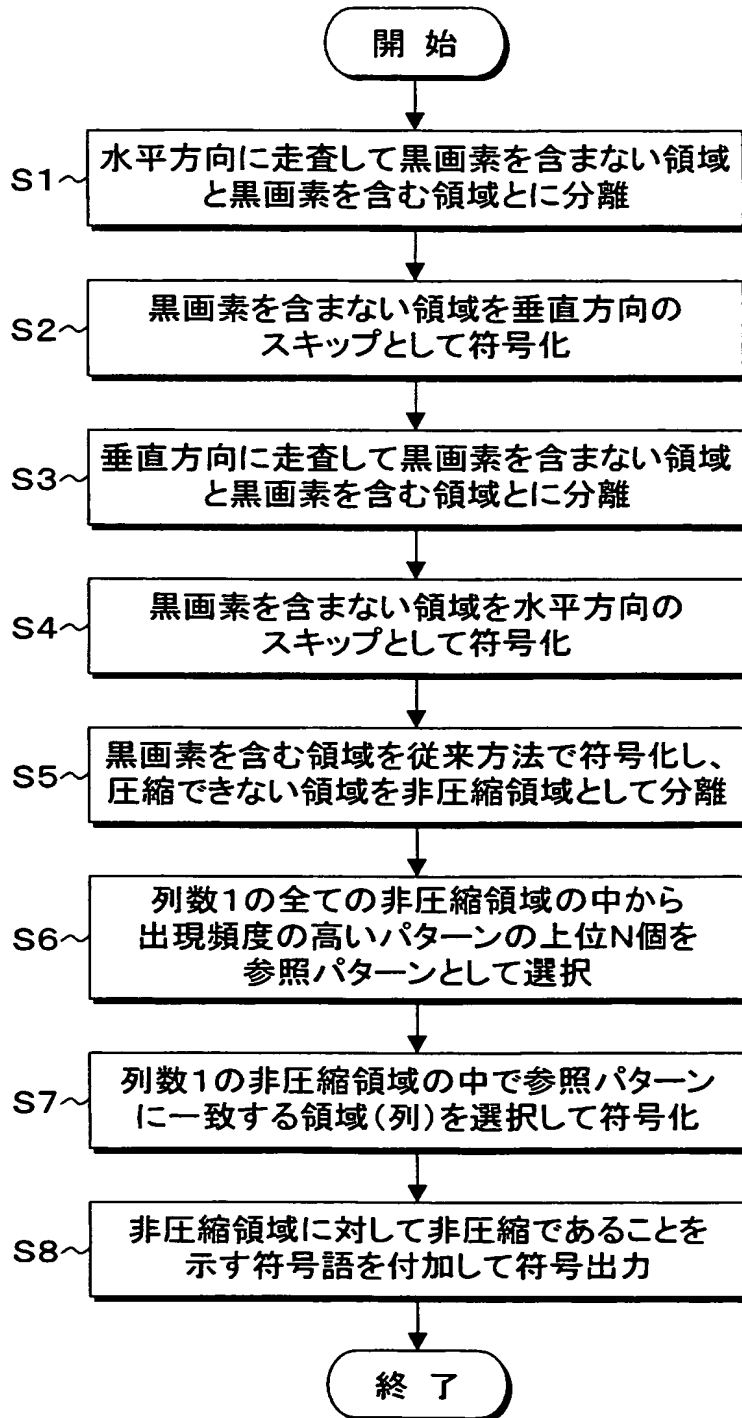 開始
S1~ 水平方向に走査して黒画素を含まない領域
と黒画素を含む領域とに分離
S2~ 黒画素を含まない領域を垂直方向の
スキップとして符号化
S3~ 垂直方向に走査して黒画素を含まない領域
と黒画素を含む領域とに分離
S4~ 黒画素を含まない領域を水平方向の
スキップとして符号化
S5~ 黒画素を含む領域を従来方法で符号化し、
圧縮できない領域を非圧縮領域として分離
S6~ 列数1の全ての非圧縮領域の中から
出現頻度の高いパターンの上位N個を
参照パターンとして選択
S7~ 列数1の非圧縮領域の中で参照パターン
に一致する領域(列)を選択して符号化
S8~ 非圧縮領域に対して非圧縮であることを
示す符号語を付加して符号出力
終了